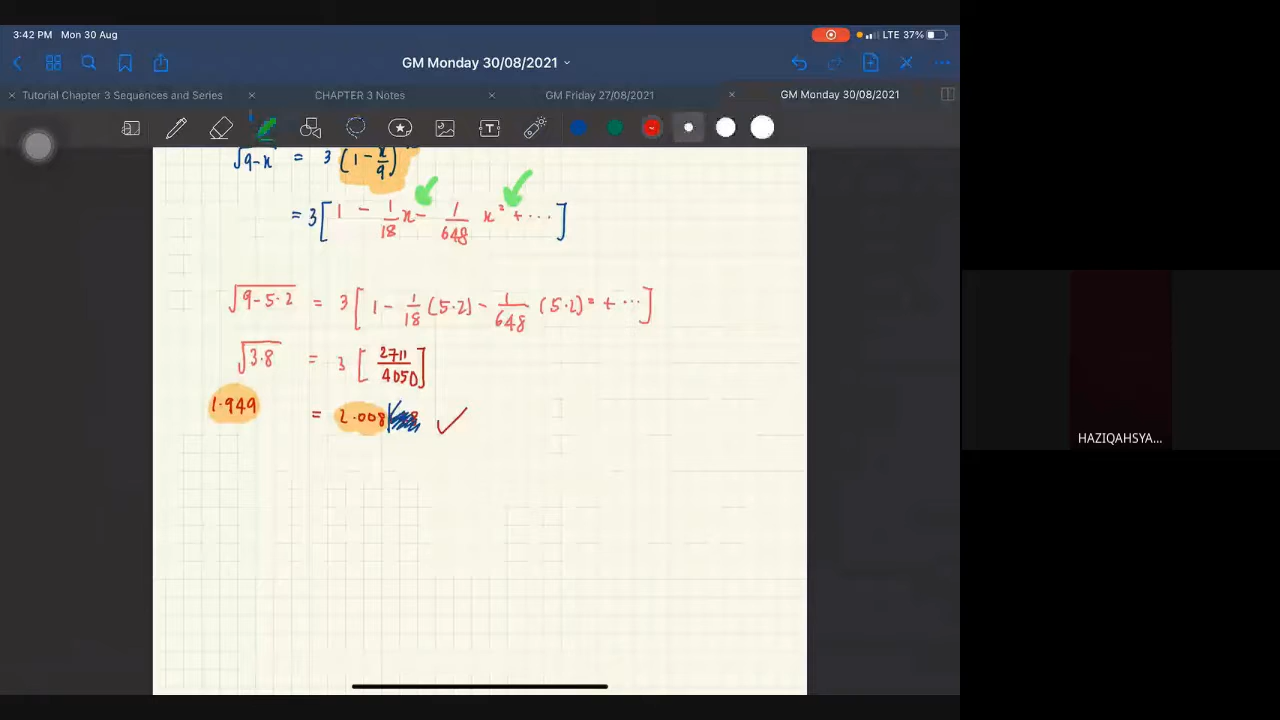 3:42 PM Mon 30 Aug
LTE 37%
GM Monday 30/08/2021
Tutorial Chapter 3 Sequences and Series
CHAPTER 3 Notes
GM Friday 27/08/2021
GM Monday 30/08/2021
√9-x = 3 (1 - x/9)
= 3 [ 1 - 1/18 x - 1/648 x² + ... ]
√9-5.2 = 3 [ 1 - 1/18 (5.2) - 1/648 (5.2)² + ... ]
√3.8 = 3 [ 2711/4050 ]
1.949 = 2.008 ✓
HAZIQAHSYA...